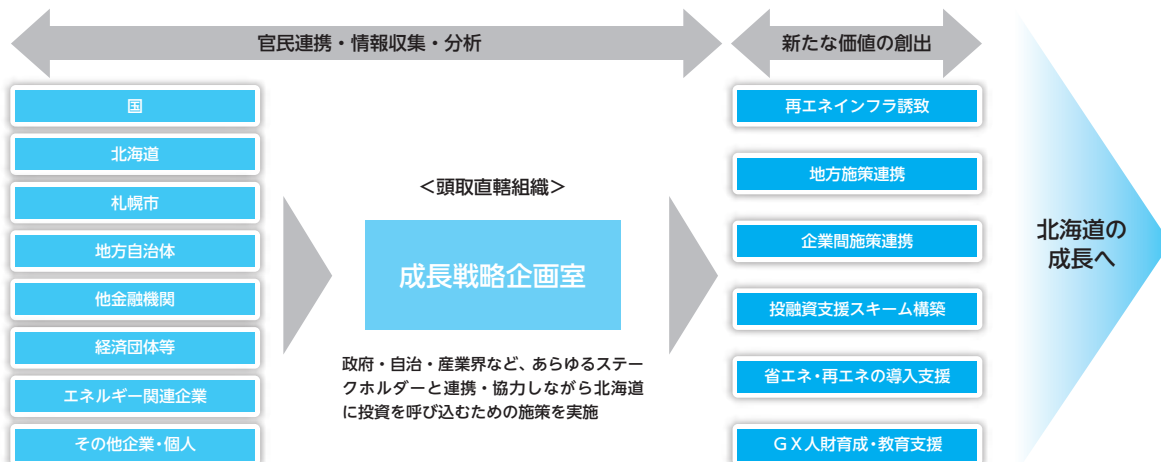 官民連携・情報収集・分析
新たな価値の創出
国
北海道
札幌市
地方自治体
他金融機関
経済団体等
エネルギー関連企業
その他企業・個人
<頭取直轄組織>
成長戦略企画室
政府・自治・産業界など、あらゆるステー
クホルダーと連携・協力しながら北海道
に投資を呼び込むための施策を実施
再エネインフラ誘致
地方施策連携
企業間施策連携
投融資支援スキーム構築
省エネ・再エネの導入支援
GX人財育成・教育支援
北海道の
成長へ